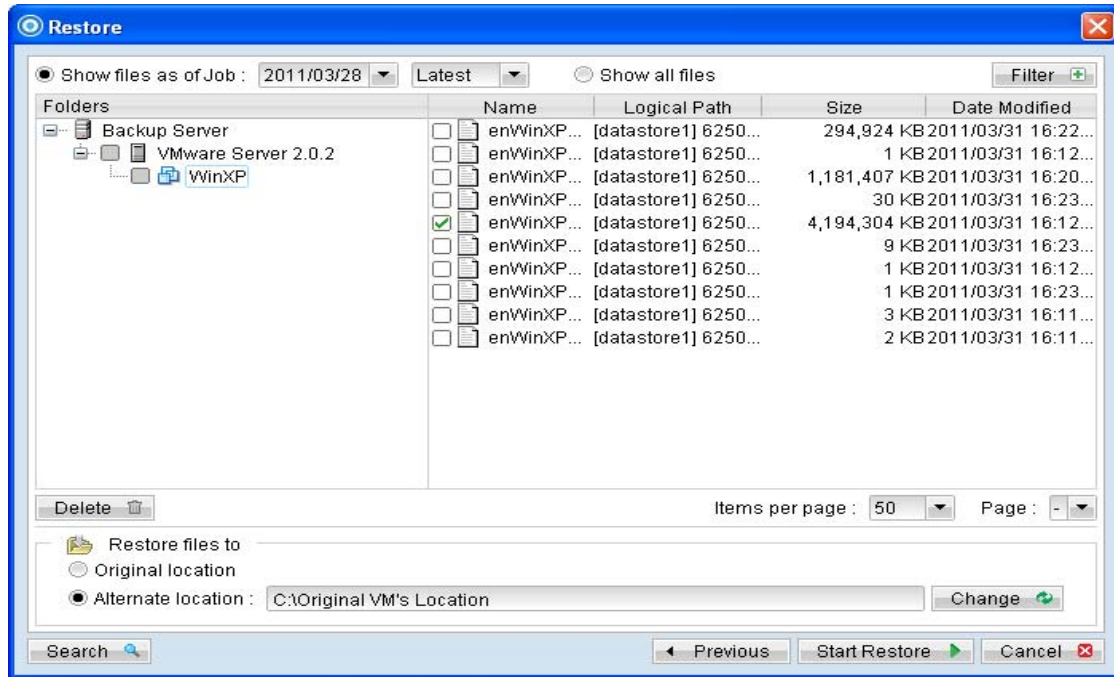 Restore
Show files as of Job : 2011/03/28 Latest Show all files Filter
Folders Name Logical Path Size Date Modified
Backup Server
VMware Server 2.0.2
WinXP
enWinXP... [datastore1] 6250... 294,924 KB 2011/03/31 16:22...
enWinXP... [datastore1] 6250... 1 KB 2011/03/31 16:12...
enWinXP... [datastore1] 6250... 1,181,407 KB 2011/03/31 16:20...
enWinXP... [datastore1] 6250... 30 KB 2011/03/31 16:23...
enWinXP... [datastore1] 6250... 4,194,304 KB 2011/03/31 16:12...
enWinXP... [datastore1] 6250... 9 KB 2011/03/31 16:23...
enWinXP... [datastore1] 6250... 1 KB 2011/03/31 16:12...
enWinXP... [datastore1] 6250... 1 KB 2011/03/31 16:23...
enWinXP... [datastore1] 6250... 3 KB 2011/03/31 16:11...
enWinXP... [datastore1] 6250... 2 KB 2011/03/31 16:11...
Delete Items per page : 50 Page : -
Restore files to
Original location
Alternate location : C:\Original VM's Location Change
Search Previous Start Restore Cancel